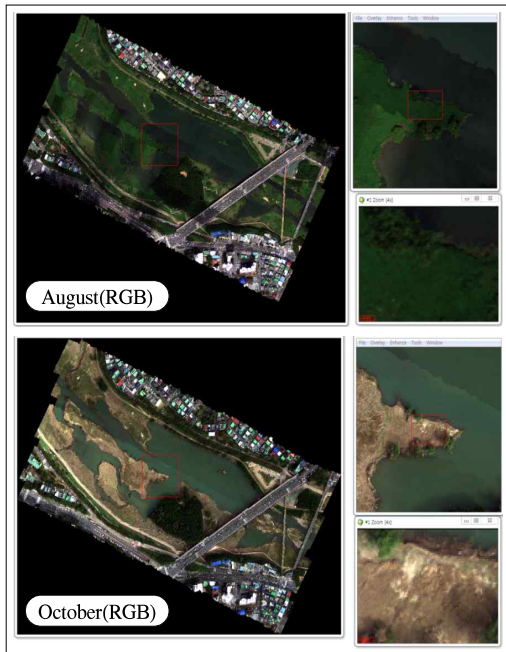 File Overlay Enhance Tools Window
#1 Zoom [4x]
August(RGB)
File Overlay Enhance Tools Window
#1 Zoom [4x]
October(RGB)